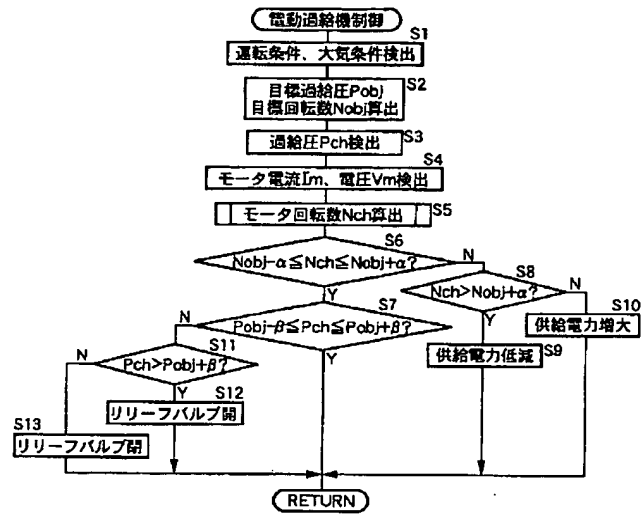 電動過給機制御
S1
運転条件、大気条件検出
S2
目標過給圧Pobj
目標回転数Nobj算出
S3
過給圧Pch検出
S4
モータ電流Im、電圧Vm検出
S5
モータ回転数Nch算出
S6
Nobj-α≦Nch≦Nobj+α?
N
Y
S8
Nch>Nobj+α?
N
Y
S10
供給電力増大
S9
供給電力低減
S7
Pobj-β≦Pch≦Pobj+β?
N
Y
S11
Pch>Pobj+β?
N
Y
S12
リリーフバルブ開
S13
リリーフバルブ閉
RETURN